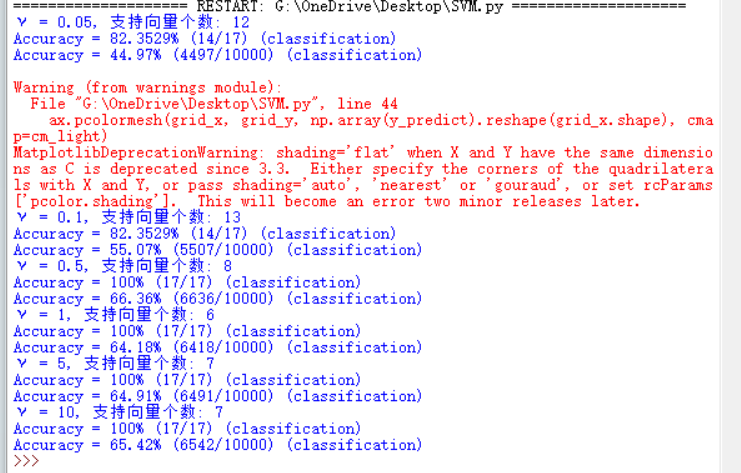 ==================== RESTART: G:\OneDrive\Desktop\SVM.py ====================
γ = 0.05, 支持向量个数: 12
Accuracy = 82.3529% (14/17) (classification)
Accuracy = 44.97% (4497/10000) (classification)
Warning (from warnings module):
File "G:\OneDrive\Desktop\SVM.py", line 44
ax.pcolormesh(grid_x, grid_y, np.array(y_predict).reshape(grid_x.shape), cma
p=cm_light)
MatplotlibDeprecationWarning: shading='flat' when X and Y have the same dimensio
ns as C is deprecated since 3.3.  Either specify the corners of the quadrilatera
ls with X and Y, or pass shading='auto', 'nearest' or 'gouraud', or set rcParams
['pcolor.shading'].  This will become an error two minor releases later.
γ = 0.1, 支持向量个数: 13
Accuracy = 82.3529% (14/17) (classification)
Accuracy = 55.07% (5507/10000) (classification)
γ = 0.5, 支持向量个数: 8
Accuracy = 100% (17/17) (classification)
Accuracy = 66.36% (6636/10000) (classification)
γ = 1, 支持向量个数: 6
Accuracy = 100% (17/17) (classification)
Accuracy = 64.18% (6418/10000) (classification)
γ = 5, 支持向量个数: 7
Accuracy = 100% (17/17) (classification)
Accuracy = 64.91% (6491/10000) (classification)
γ = 10, 支持向量个数: 7
Accuracy = 100% (17/17) (classification)
Accuracy = 65.42% (6542/10000) (classification)
>>>